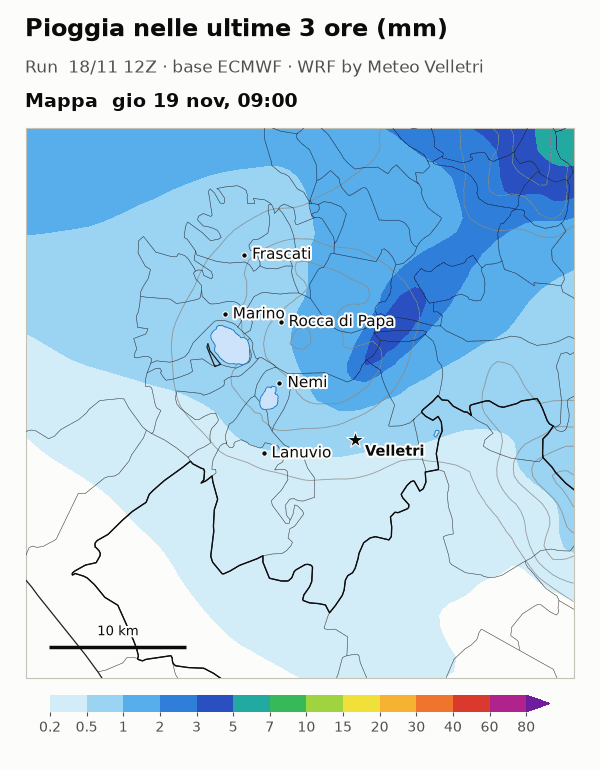 Pioggia nelle ultime 3 ore (mm)
Run  18/11 12Z · base ECMWF · WRF by Meteo Velletri
Mappa  gio 19 nov, 09:00
Frascati
Marino
Rocca di Papa
Nemi
Velletri
Lanuvio
10 km
0.2 0.5 1 2 3 5 7 10 15 20 30 40 60 80